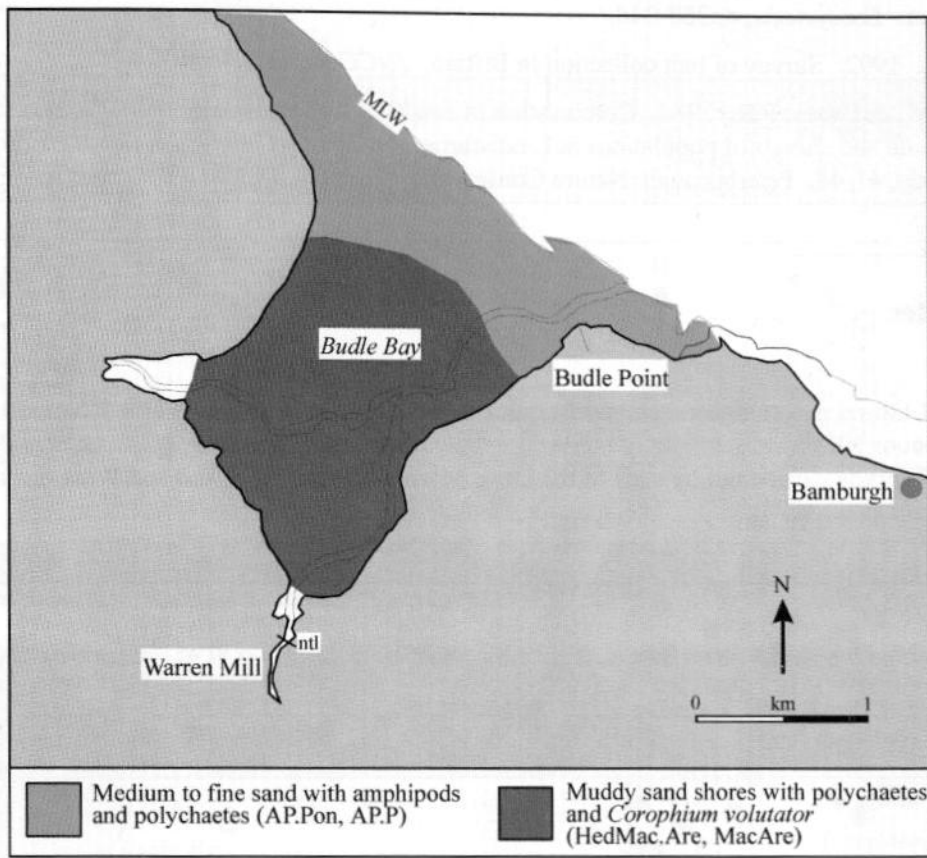 MLW
Budle Bay
Budle Point
Bamburgh
N
ntl
Warren Mill
0 km 1
Medium to fine sand with amphipods
and polychaetes (AP.Pon, AP.P)
Muddy sand shores with polychaetes
and Corophium volutator
(HedMac.Are, MacAre)